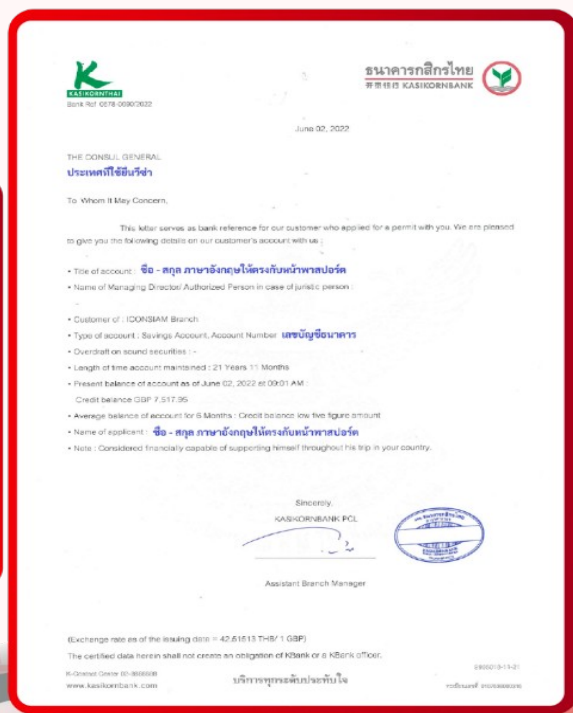 KASIKORNTHAI
Bank Ref 0578-0090/2022
ธนาคารกสิกรไทย
开泰银行 KASIKORNBANK
June 02, 2022
THE CONSUL GENERAL
ประเทศที่ใช้ยื่นวีซ่า
To Whom It May Concern,
This letter serves as bank reference for our customer who applied for a permit with you. We are pleased
to give you the following details on our customer's account with us :
• Title of account : ชื่อ - สกุล ภาษาอังกฤษให้ตรงกับหน้าพาสปอร์ต
• Name of Managing Director/ Authorized Person in case of juristic person :
-
• Customer of : ICONSIAM Branch
• Type of account : Savings Account, Account Number เลขบัญชีธนาคาร
• Overdraft on sound securities : -
• Length of time account maintained : 21 Years 11 Months
• Present balance of account as of June 02, 2022 at 09:01 AM :
Credit balance GBP 7,517.95
• Average balance of account for 6 Months : Credit balance low five figure amount
• Name of applicant : ชื่อ - สกุล ภาษาอังกฤษให้ตรงกับหน้าพาสปอร์ต
• Note : Considered financially capable of supporting himself throughout his trip in your country.
Sincerely,
KASIKORNBANK PCL
Assistant Branch Manager
(Exchange rate as of the issuing date = 42.51513 THB/ 1 GBP)
The certified data herein shall not create an obligation of KBank or a KBank officer.
K-Contact Center 02-8888888
www.kasikornbank.com
บริการทุกระดับประทับใจ